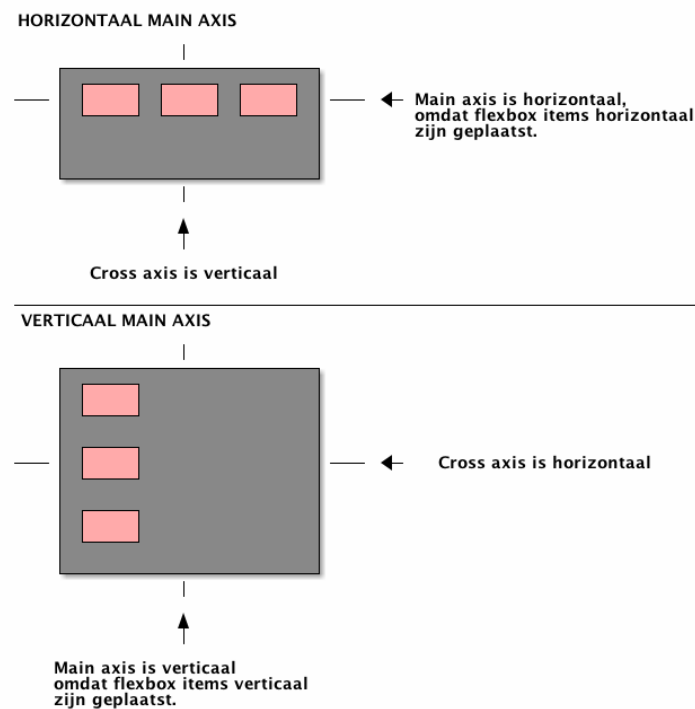 HORIZONTAAL MAIN AXIS
Main axis is horizontaal,
omdat flexbox items horizontaal
zijn geplaatst.
Cross axis is verticaal
VERTICAAL MAIN AXIS
Cross axis is horizontaal
Main axis is verticaal
omdat flexbox items verticaal
zijn geplaatst.